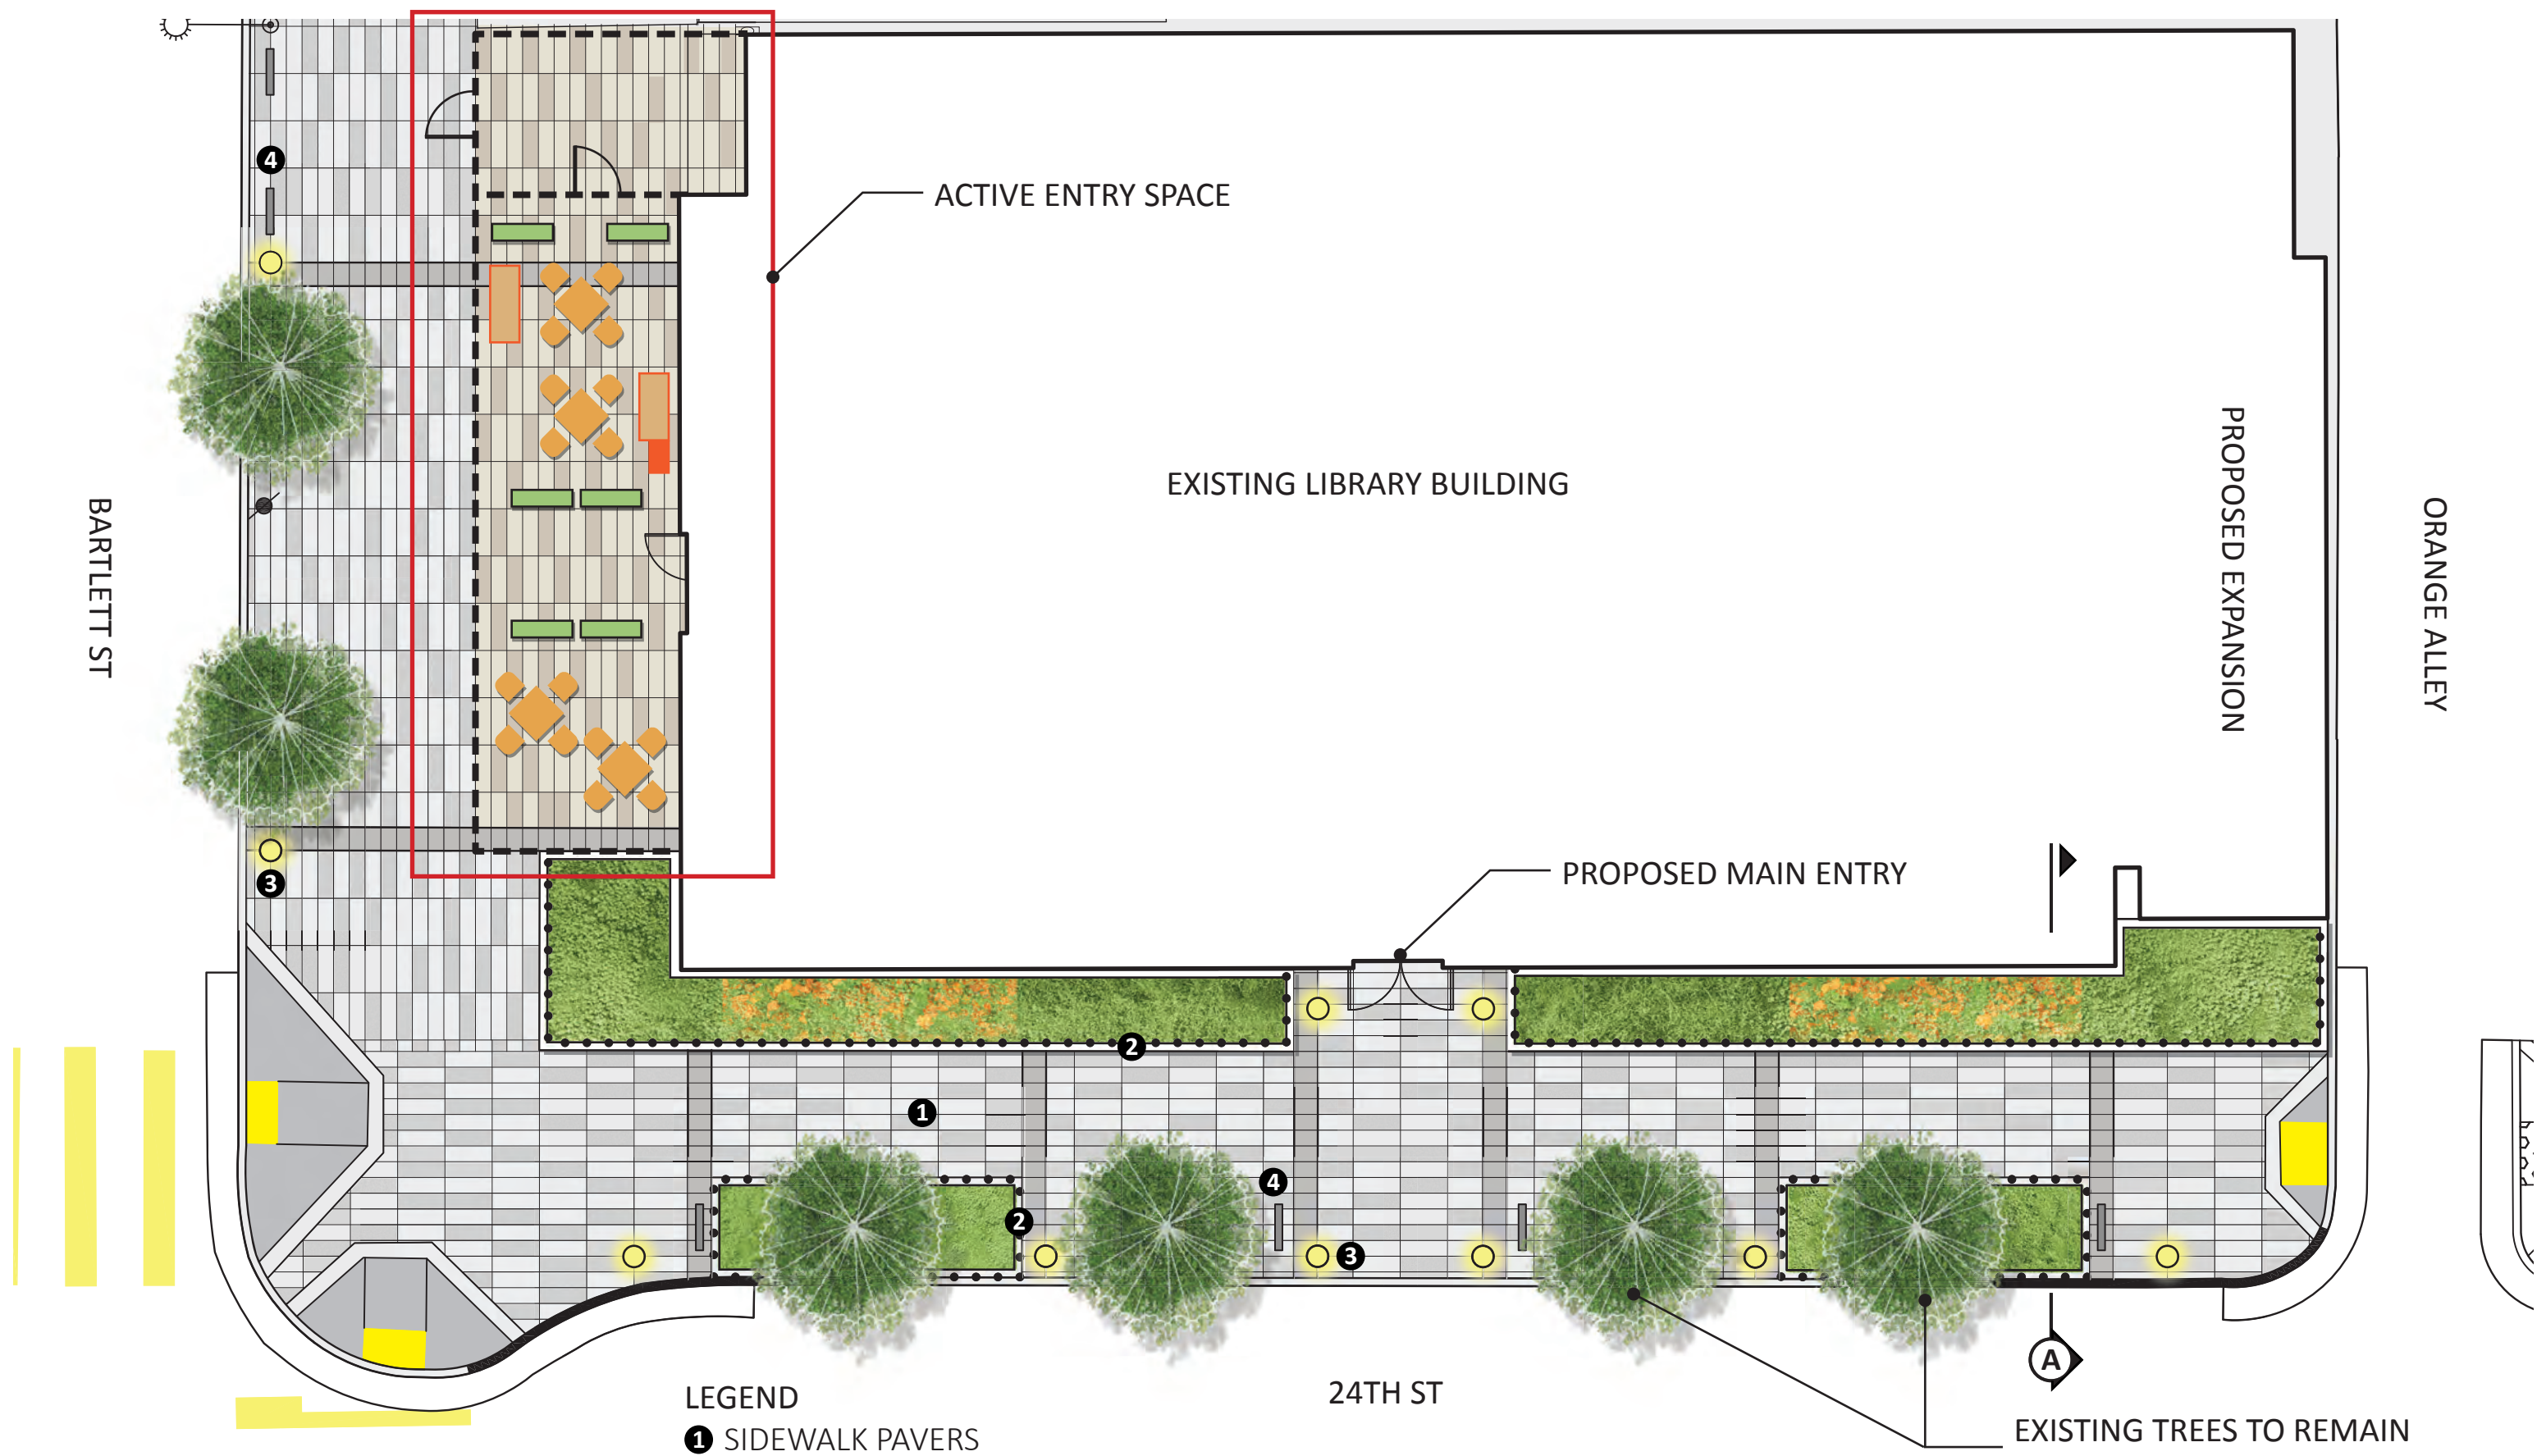 4
ACTIVE ENTRY SPACE
EXISTING LIBRARY BUILDING
PROPOSED EXPANSION
BARTLETT ST
ORANGE ALLEY
PROPOSED MAIN ENTRY
3
2
1
4
2
3
A
24TH ST
LEGEND
1 SIDEWALK PAVERS
EXISTING TREES TO REMAIN